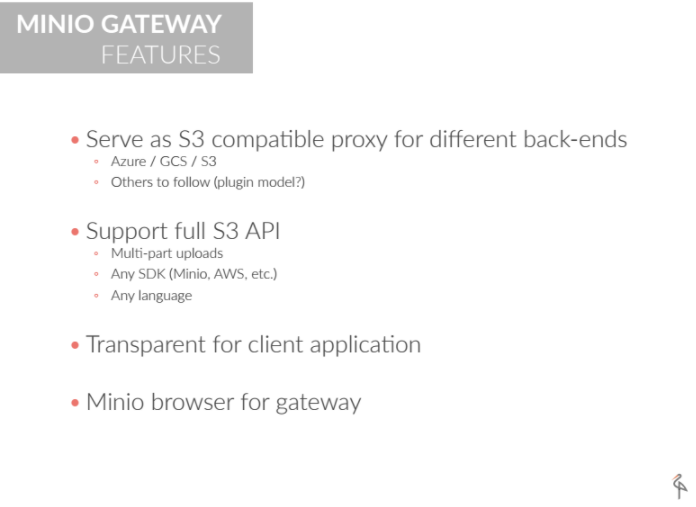 MINIO GATEWAY
FEATURES
• Serve as S3 compatible proxy for different back-ends
◦ Azure / GCS / S3
◦ Others to follow (plugin model?)
• Support full S3 API
◦ Multi-part uploads
◦ Any SDK (Minio, AWS, etc.)
◦ Any language
• Transparent for client application
• Minio browser for gateway